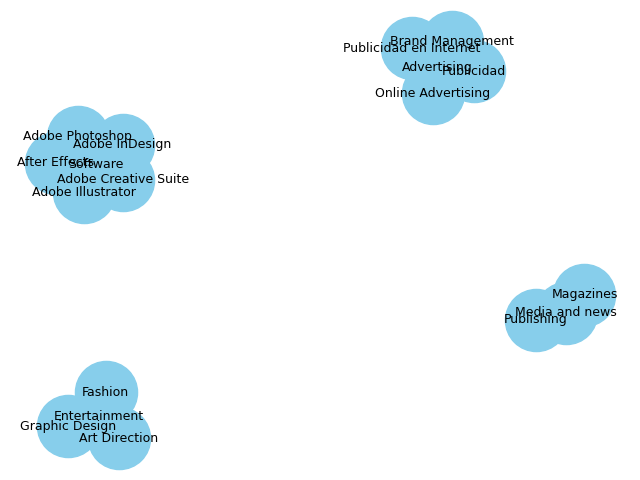 Brand Management
Publicidad en Internet
Advertising
Publicidad
Online Advertising
Adobe Photoshop
Adobe InDesign
After Effects
Software
Adobe Creative Suite
Adobe Illustrator
Magazines
Media and news
Publishing
Fashion
Entertainment
Graphic Design
Art Direction